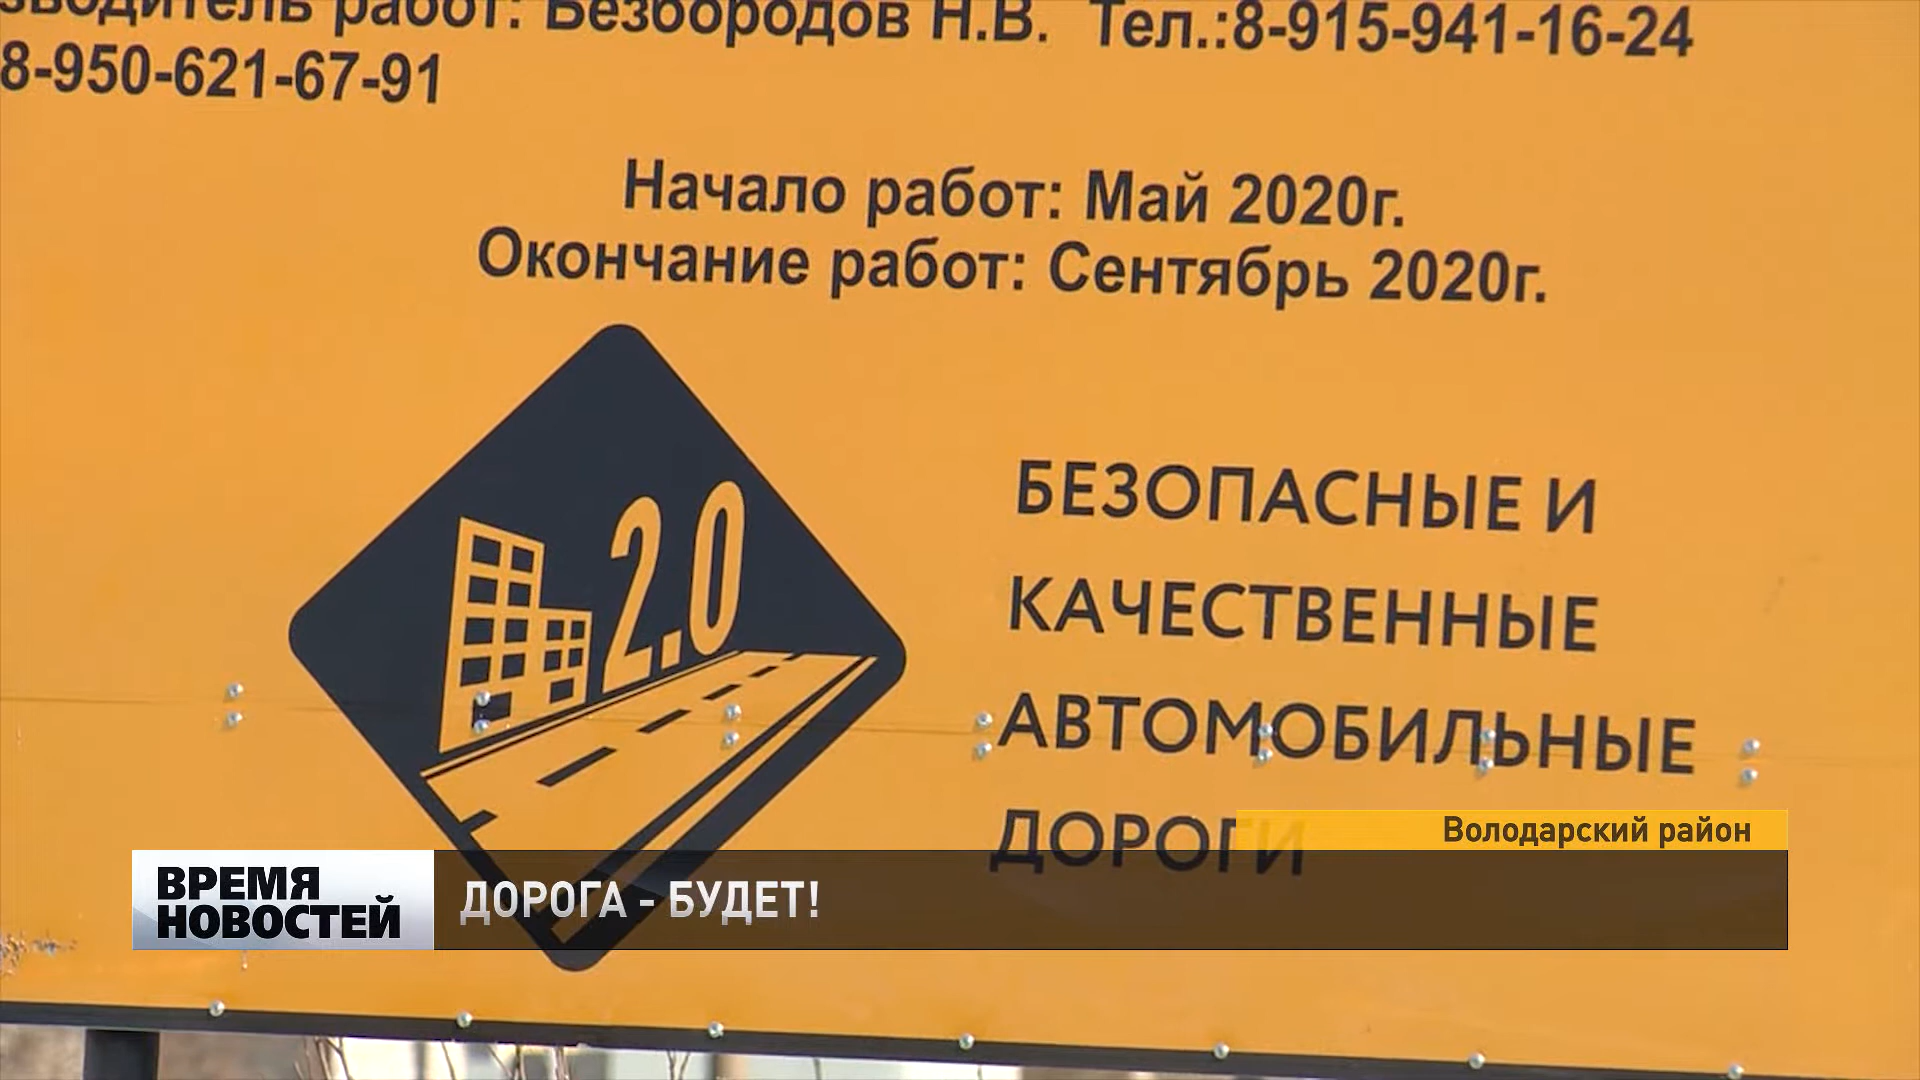 работ: Безбородов Н.В. Тел.:8-915-941-16-24
8-950-621-67-91
Начало работ: Май 2020г.
Окончание работ: Сентябрь 2020г.
2.0
БЕЗОПАСНЫЕ И
КАЧЕСТВЕННЫЕ
АВТОМОБИЛЬНЫЕ
ДОРОГИ
Володарский район
ВРЕМЯ
НОВОСТЕЙ
ДОРОГА - БУДЕТ!